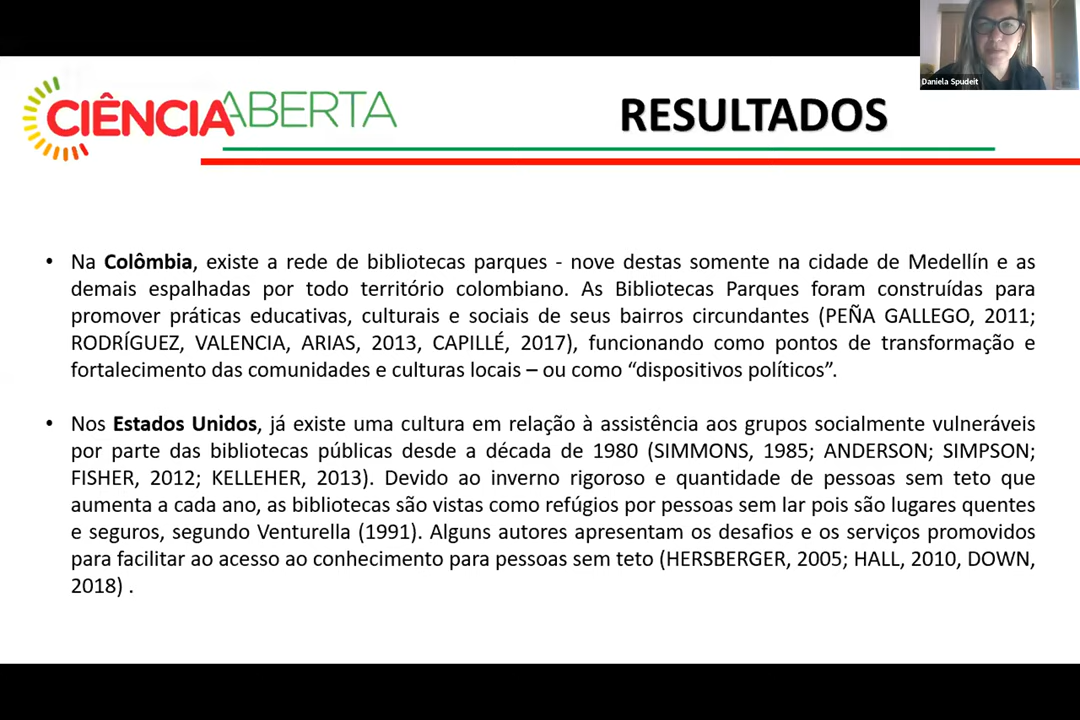 Daniela Spudeit
CIÊNCIAABERTA
RESULTADOS
• Na Colômbia, existe a rede de bibliotecas parques - nove destas somente na cidade de Medellín e as
demais espalhadas por todo território colombiano. As Bibliotecas Parques foram construídas para
promover práticas educativas, culturais e sociais de seus bairros circundantes (PEÑA GALLEGO, 2011;
RODRÍGUEZ, VALENCIA, ARIAS, 2013, CAPILLÉ, 2017), funcionando como pontos de transformação e
fortalecimento das comunidades e culturas locais – ou como “dispositivos políticos”.
• Nos Estados Unidos, já existe uma cultura em relação à assistência aos grupos socialmente vulneráveis
por parte das bibliotecas públicas desde a década de 1980 (SIMMONS, 1985; ANDERSON; SIMPSON;
FISHER, 2012; KELLEHER, 2013). Devido ao inverno rigoroso e quantidade de pessoas sem teto que
aumenta a cada ano, as bibliotecas são vistas como refúgios por pessoas sem lar pois são lugares quentes
e seguros, segundo Venturella (1991). Alguns autores apresentam os desafios e os serviços promovidos
para facilitar ao acesso ao conhecimento para pessoas sem teto (HERSBERGER, 2005; HALL, 2010, DOWN,
2018) .